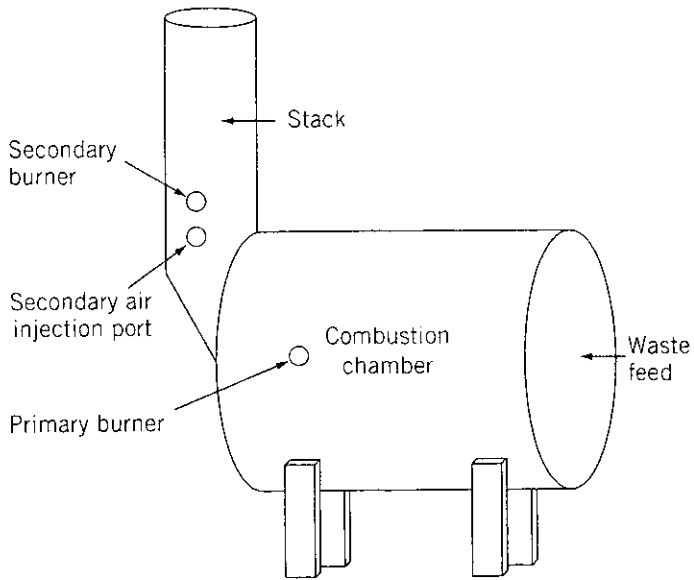 Stack
Secondary
burner
Secondary air
injection port
Combustion
chamber
Waste
feed
Primary burner